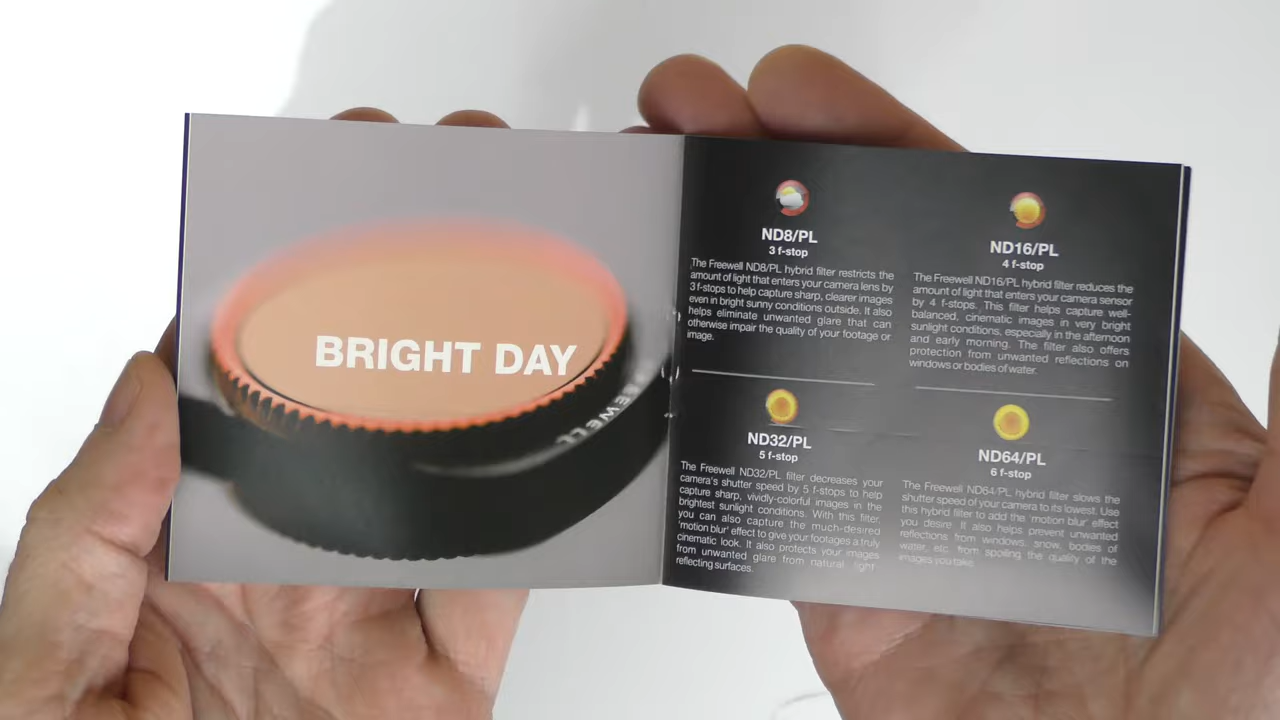 BRIGHT DAY
EEWELL
ND8/PL
3 f-stop
The Freewell ND8/PL hybrid filter restricts the
amount of light that enters your camera lens by
3 f-stops to help capture sharp, clearer images
even in bright sunny conditions outside. It also
helps eliminate unwanted glare that can
otherwise impair the quality of your footage or
image.
ND16/PL
4 f-stop
The Freewell ND16/PL hybrid filter reduces the
amount of light that enters your camera sensor
by 4 f-stops. This filter helps capture well-
balanced, cinematic images in very bright
sunlight conditions, especially in the afternoon
and early morning. The filter also offers
protection from unwanted reflections on
windows or bodies of water.
ND32/PL
5 f-stop
The Freewell ND32/PL filter decreases your
camera's shutter speed by 5 f-stops to help
capture sharp, vividly-colorful images in the
brightest sunlight conditions. With this filter,
you can also capture the much-desired
'motion blur' effect to give your footages a truly
cinematic look. It also protects your images
from unwanted glare from natural light
reflecting surfaces.
ND64/PL
6 f-stop
The Freewell ND64/PL hybrid filter slows the
shutter speed of your camera to its lowest. Use
this hybrid filter to add the 'motion blur' effect
you desire. It also helps prevent unwanted
reflections from windows, snow, bodies of
water, etc. from spoiling the quality of the
images you take.